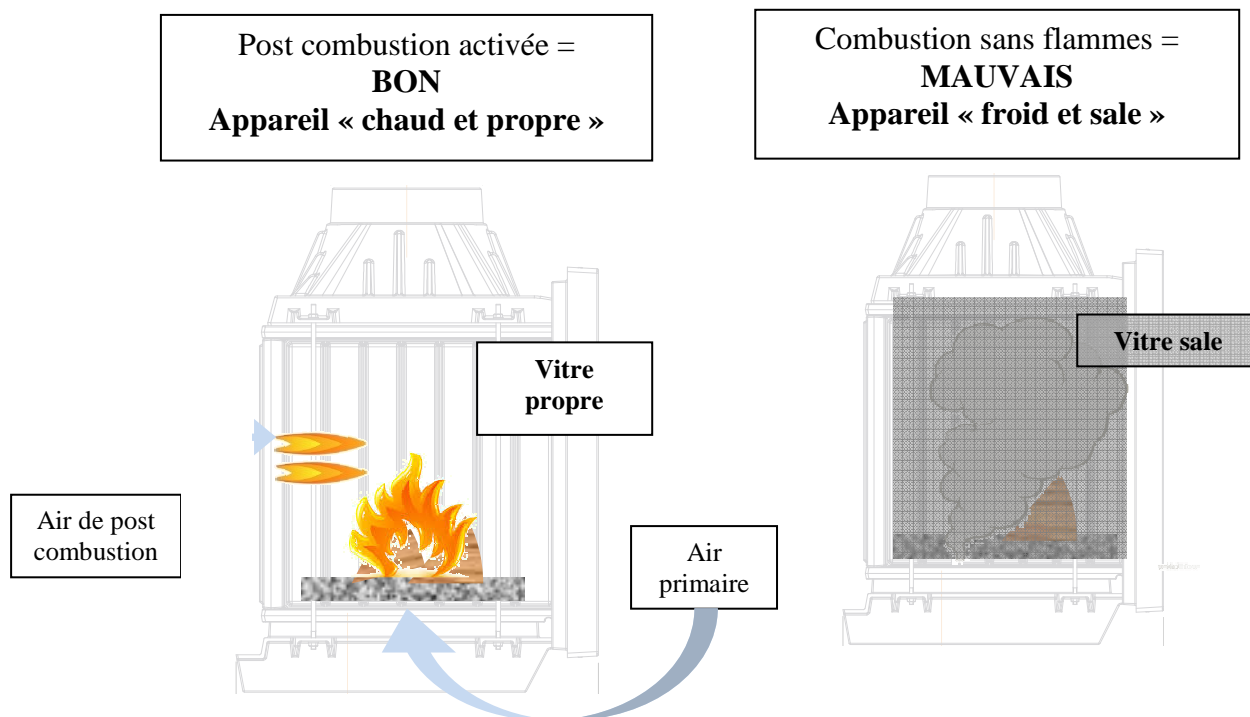 Post combustion activée =
BON
Appareil « chaud et propre »
Combustion sans flammes =
MAUVAIS
Appareil « froid et sale »
Vitre
propre
Vitre sale
Air de post
combustion
Air
primaire